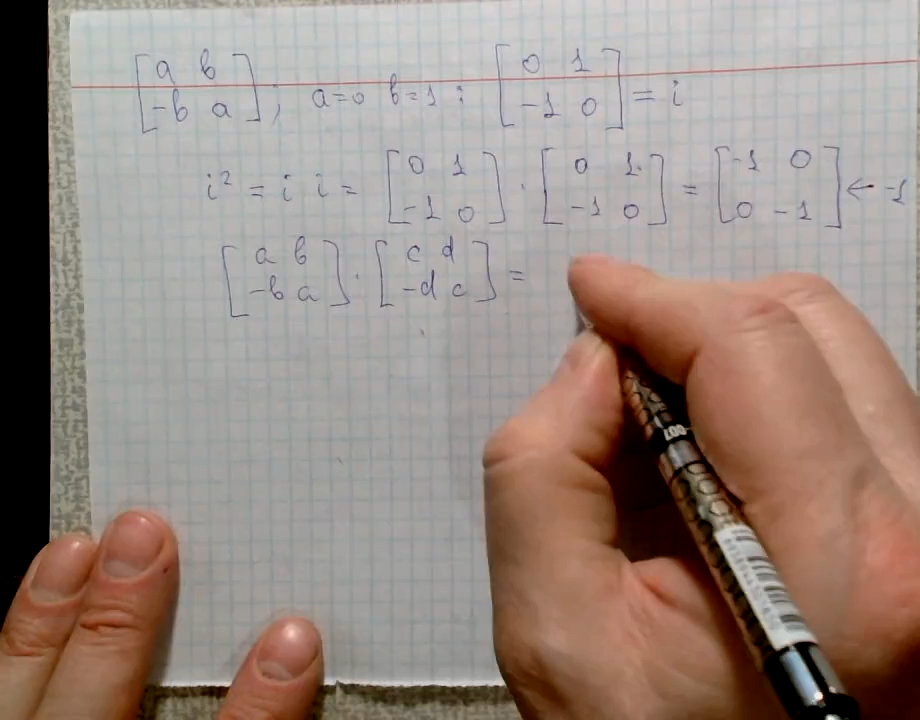 [a b; -b a]; a=0 b=1 : [0 1; -1 0] = i
i² = i i = [0 1; -1 0] · [0 1; -1 0] = [-1 0; 0 -1] ← -1
[a b; -b a] · [c d; -d c] =
007